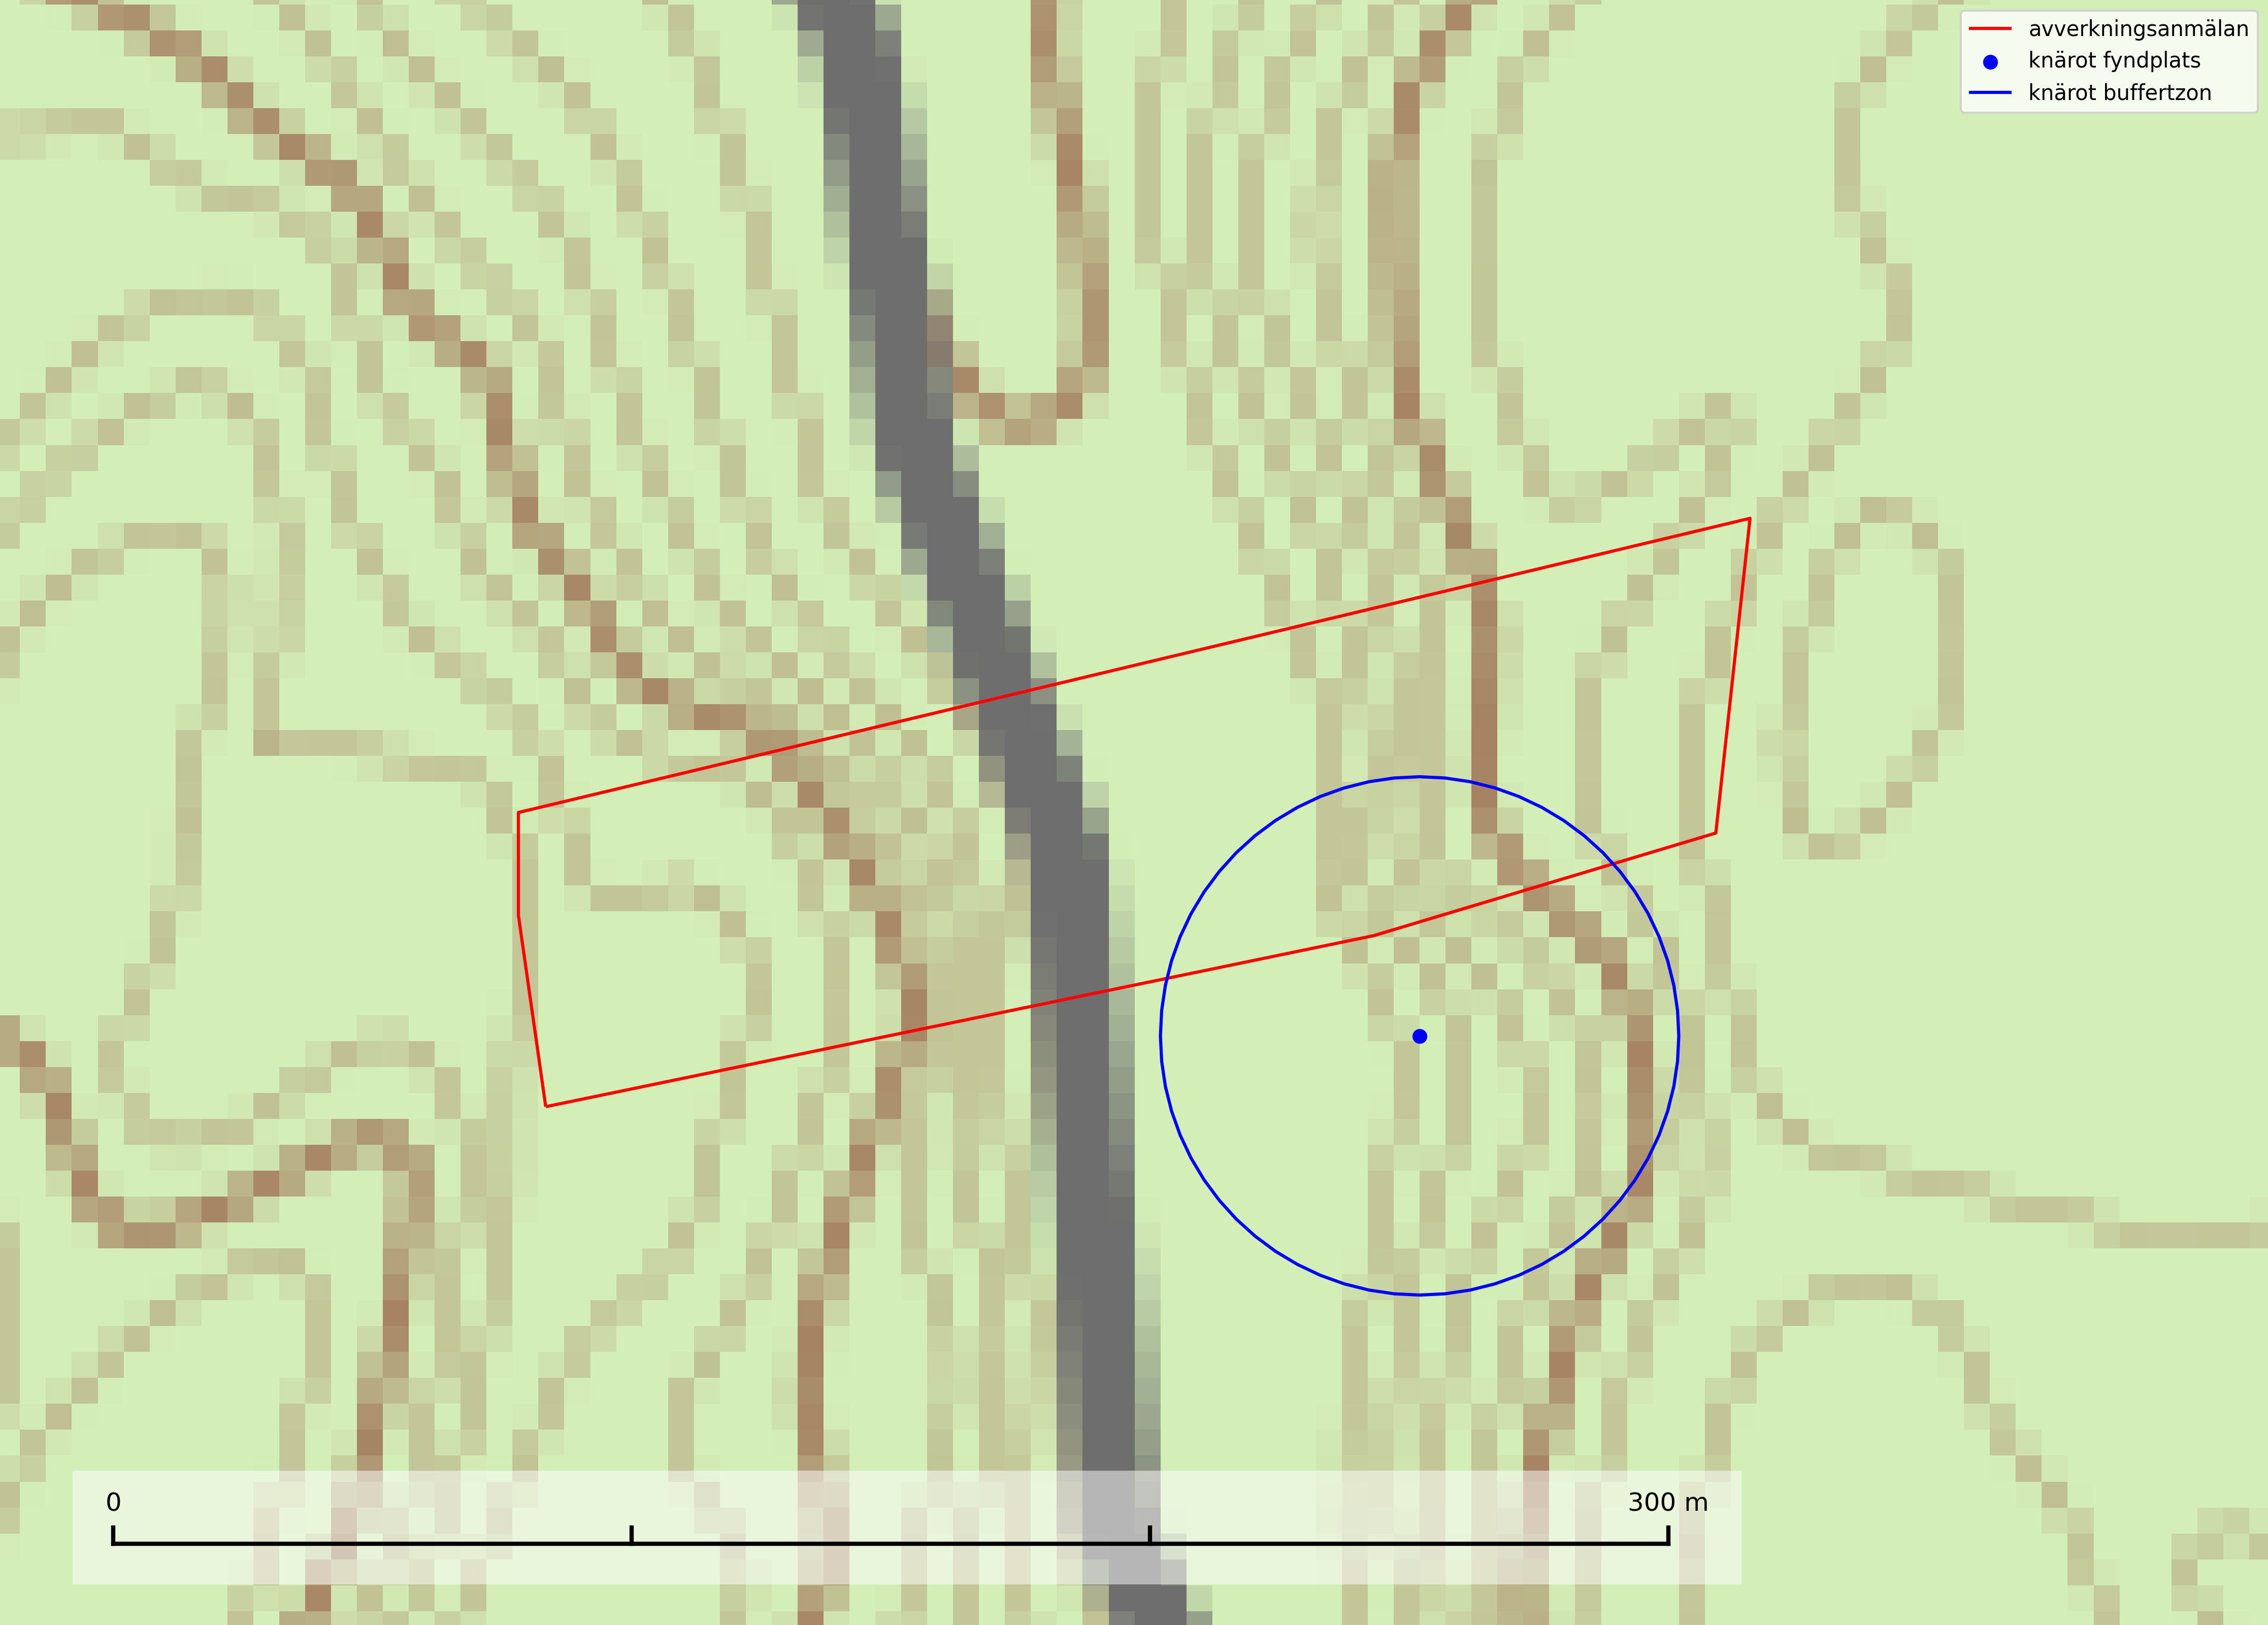 avverkningsanmälan
knärot fyndplats
knärot buffertzon
0
300 m